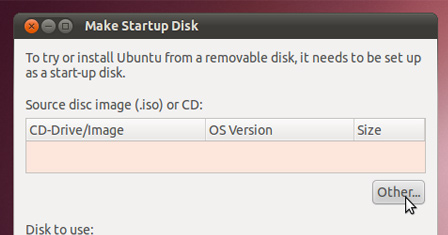 Make Startup Disk
To try or install Ubuntu from a removable disk, it needs to be set up
as a start-up disk.
Source disc image (.iso) or CD:
CD-Drive/Image OS Version Size
Other...
Disk to use: